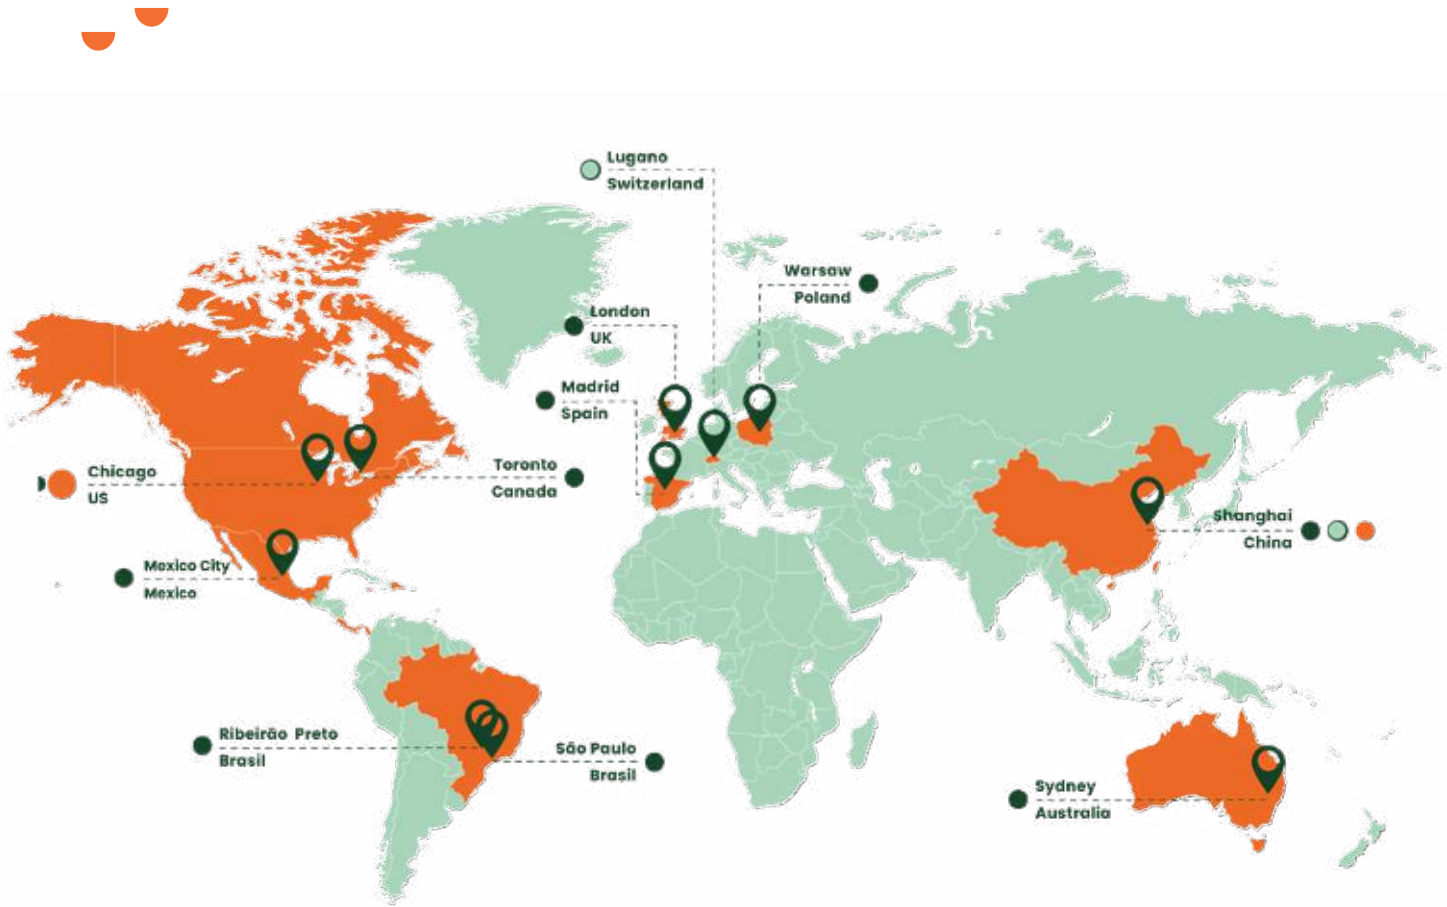 Lugano
Switzerland
Warsaw
Poland
London
UK
Madrid
Spain
Chicago
US
Toronto
Canada
Shanghai
China
Mexico City
Mexico
Ribeirão Preto
Brasil
São Paulo
Brasil
Sydney
Australia